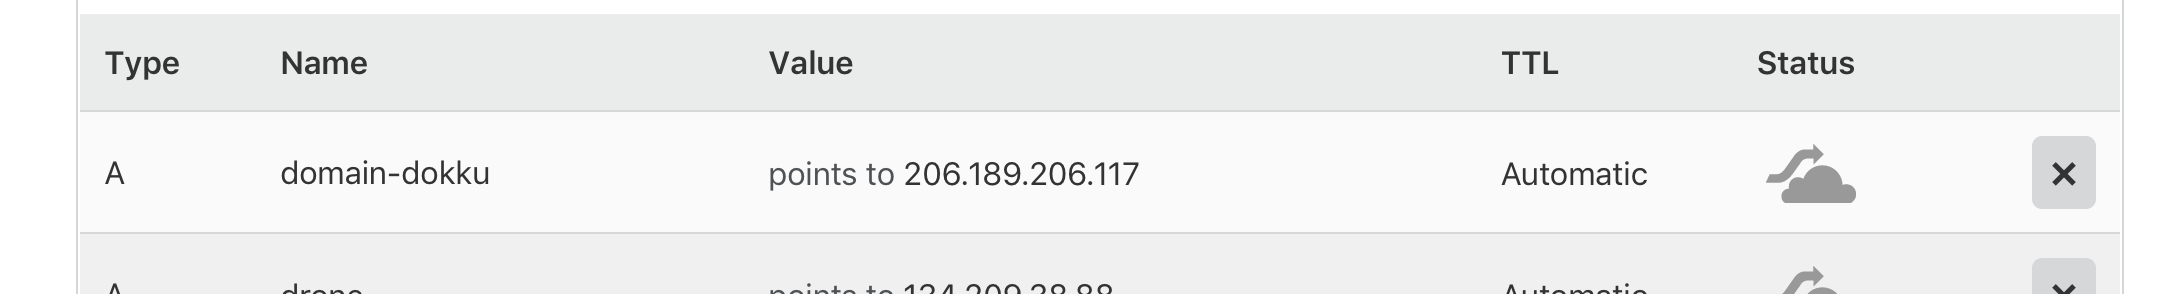 Type Name Value TTL Status
A domain-dokku points to 206.189.206.117 Automatic
A drone points to 134.209.38.88 Automatic